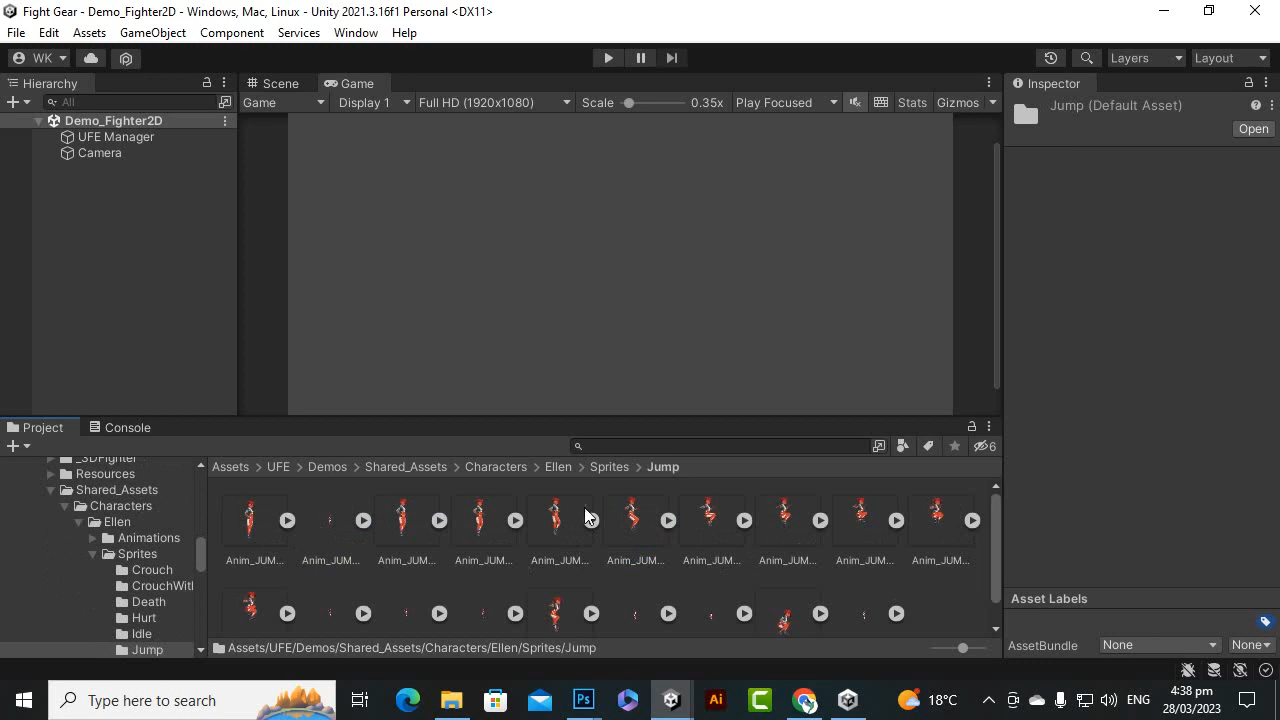 Fight Gear - Demo_Fighter2D - Windows, Mac, Linux - Unity 2021.3.16f1 Personal <DX11>
File Edit Assets GameObject Component Services Window Help
WK Layers Layout
Hierarchy Scene Game Inspector
All Game Display 1 Full HD (1920x1080) Scale 0.35x Play Focused Stats Gizmos Jump (Default Asset)
Demo_Fighter2D
Open
UFE Manager
Camera
Project Console
6
_3DFighter
Assets > UFE > Demos > Shared_Assets > Characters > Ellen > Sprites > Jump
Resources
Shared_Assets
Characters
Ellen
Animations
Sprites
Crouch
CrouchWitl
Death
Hurt
Idle
Jump
Anim_JUM... Anim_JUM... Anim_JUM... Anim_JUM... Anim_JUM... Anim_JUM... Anim_JUM... Anim_JUM... Anim_JUM... Anim_JUM...
Assets/UFE/Demos/Shared_Assets/Characters/Ellen/Sprites/Jump
Asset Labels
AssetBundle None None
Type here to search
Ps
Ai
18°C
ENG
4:38 pm
28/03/2023